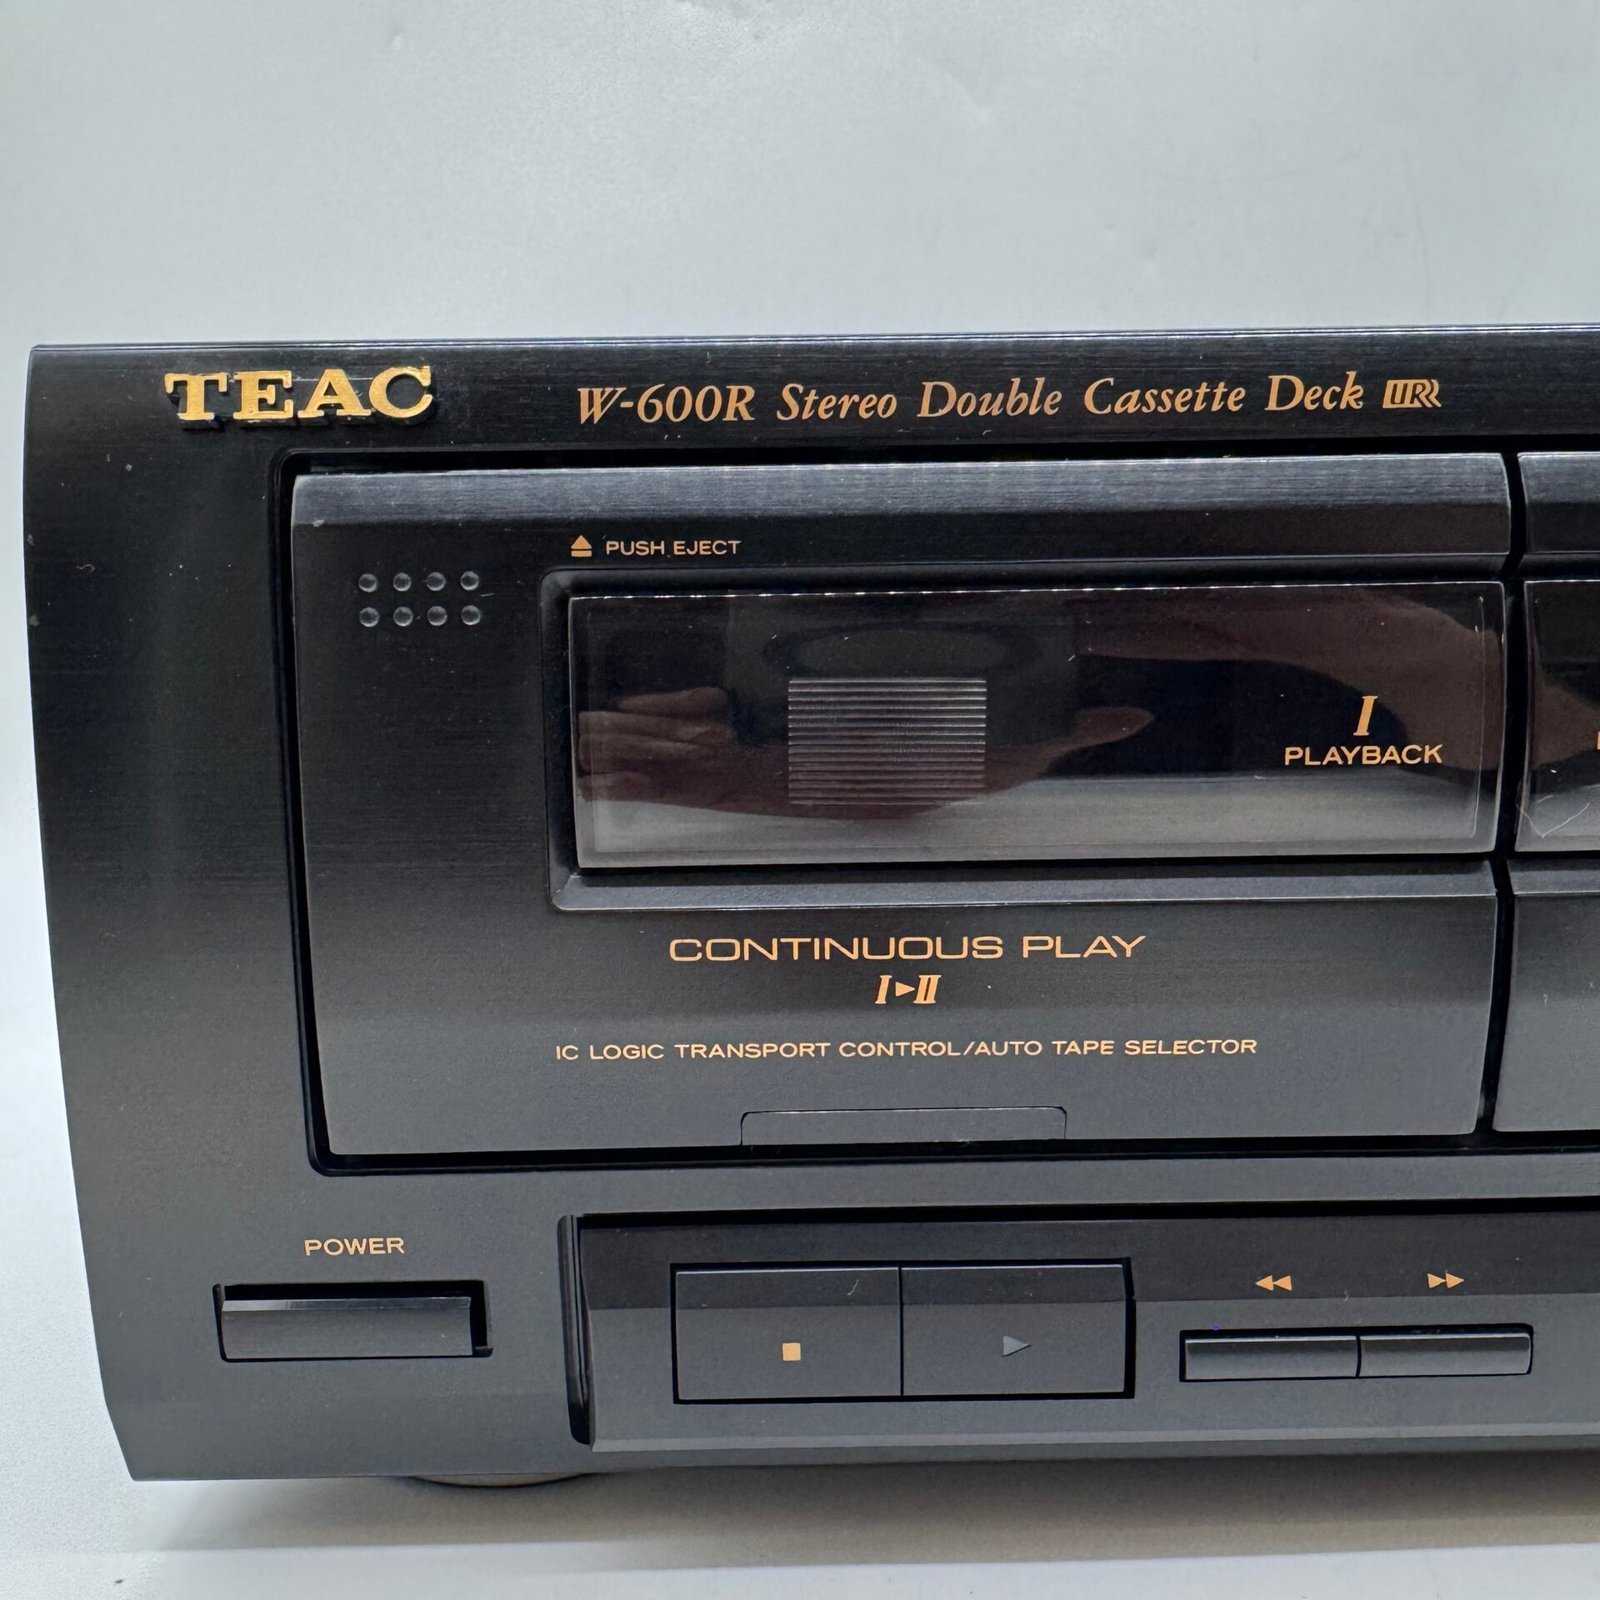 TEAC
W-600R Stereo Double Cassette Deck
PUSH EJECT
I
PLAYBACK
CONTINUOUS PLAY
I▶II
IC LOGIC TRANSPORT CONTROL/AUTO TAPE SELECTOR
POWER